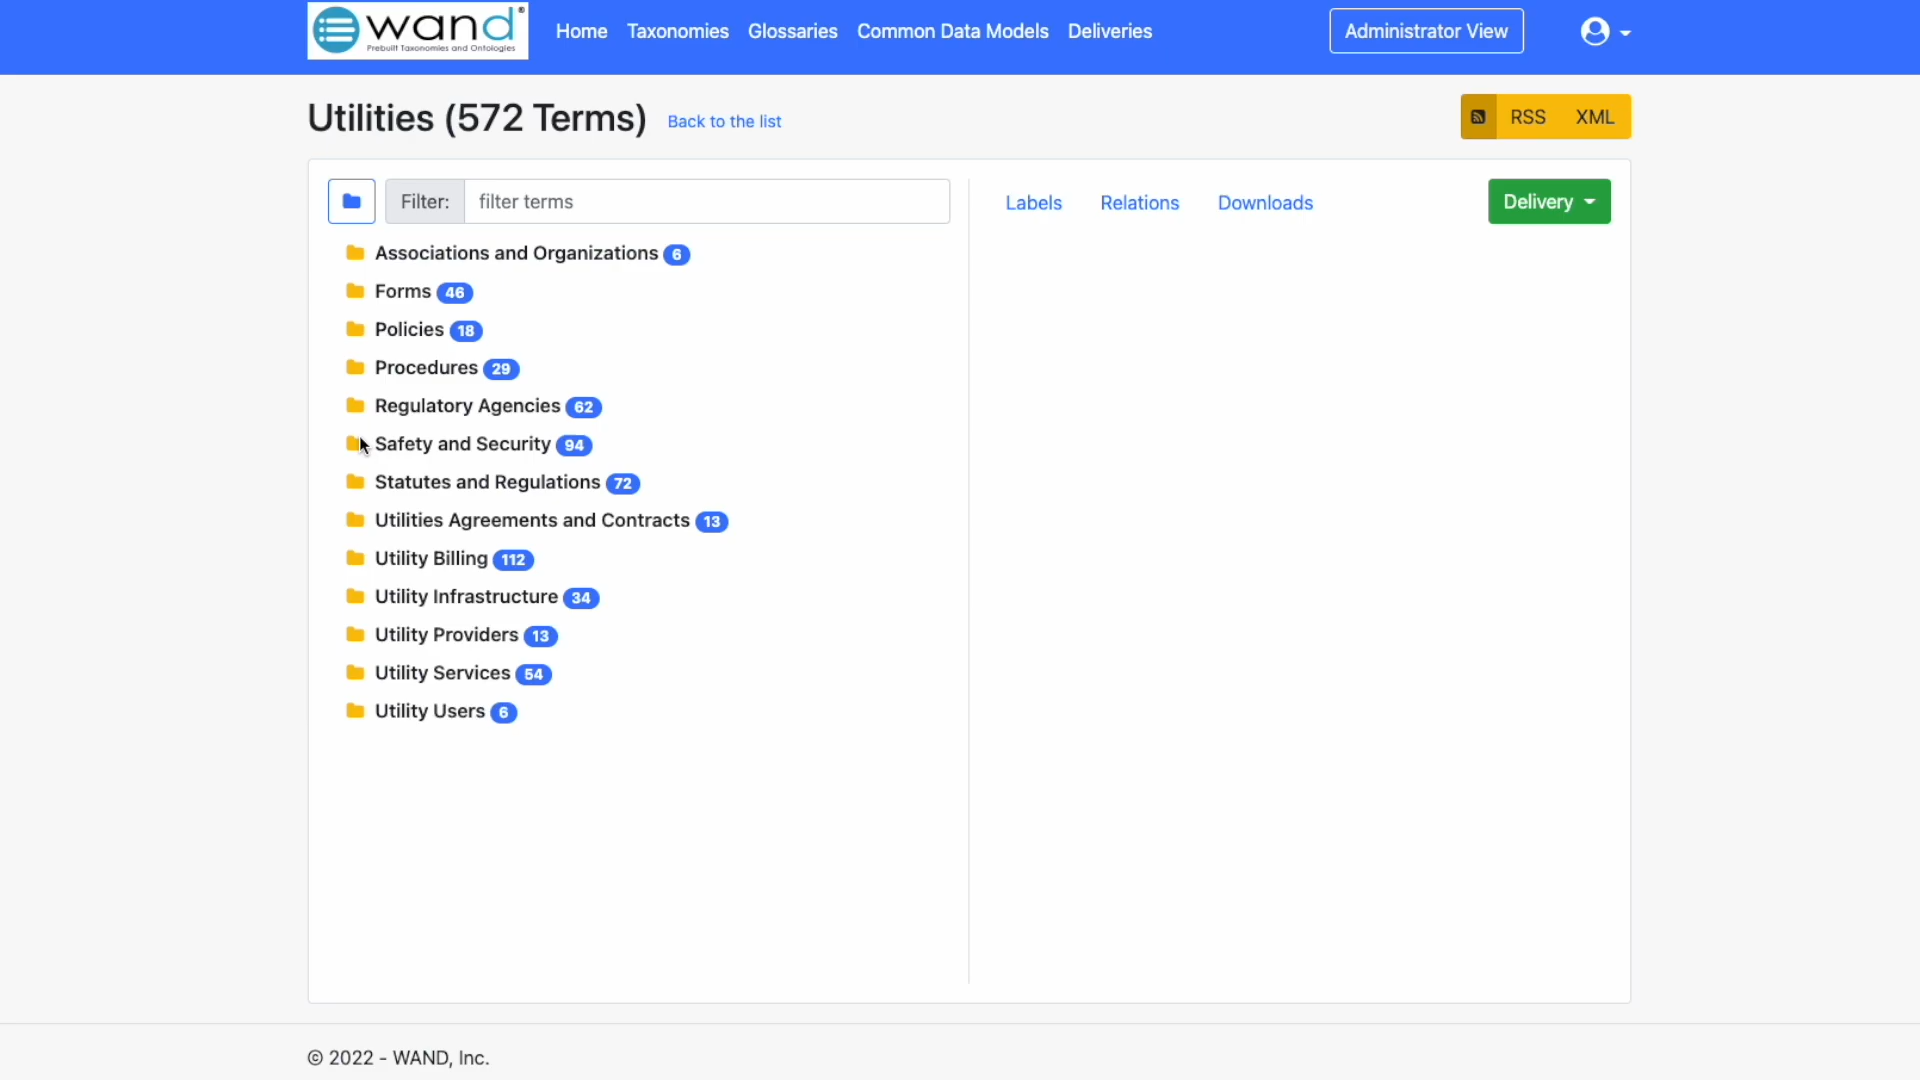 wand®
Prebuilt Taxonomies and Ontologies
Home Taxonomies Glossaries Common Data Models Deliveries
Administrator View
Utilities (572 Terms) Back to the list
RSS XML
Filter: filter terms
Labels Relations Downloads
Delivery
Associations and Organizations 6
Forms 46
Policies 18
Procedures 29
Regulatory Agencies 62
Safety and Security 94
Statutes and Regulations 72
Utilities Agreements and Contracts 13
Utility Billing 112
Utility Infrastructure 34
Utility Providers 13
Utility Services 54
Utility Users 6
© 2022 - WAND, Inc.